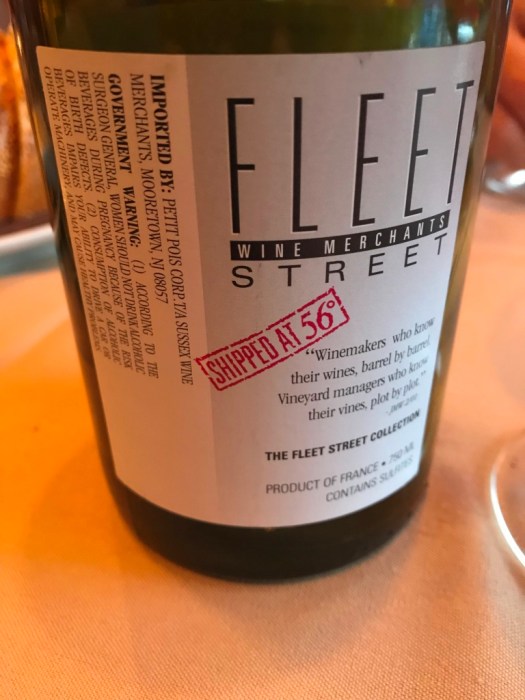 FLEET
WINE MERCHANTS
STREET
SHIPPED AT 56°
"Winemakers who know
their wines, barrel by barrel.
Vineyard managers who know
their vines, plot by plot."
THE FLEET STREET COLLECTION
PRODUCT OF FRANCE • 750 ML
CONTAINS SULFITES
IMPORTED BY: PETIT POIS CORP. T/A SUSSEX WINE
MERCHANTS, MOORETOWN, NJ 08057
GOVERNMENT WARNING: (1) ACCORDING TO THE
SURGEON GENERAL, WOMEN SHOULD NOT DRINK ALCOHOLIC
BEVERAGES DURING PREGNANCY BECAUSE OF THE RISK
OF BIRTH DEFECTS. (2) CONSUMPTION OF ALCOHOLIC
BEVERAGES IMPAIRS YOUR ABILITY TO DRIVE A CAR OR
OPERATE MACHINERY, AND MAY CAUSE HEALTH PROBLEMS.